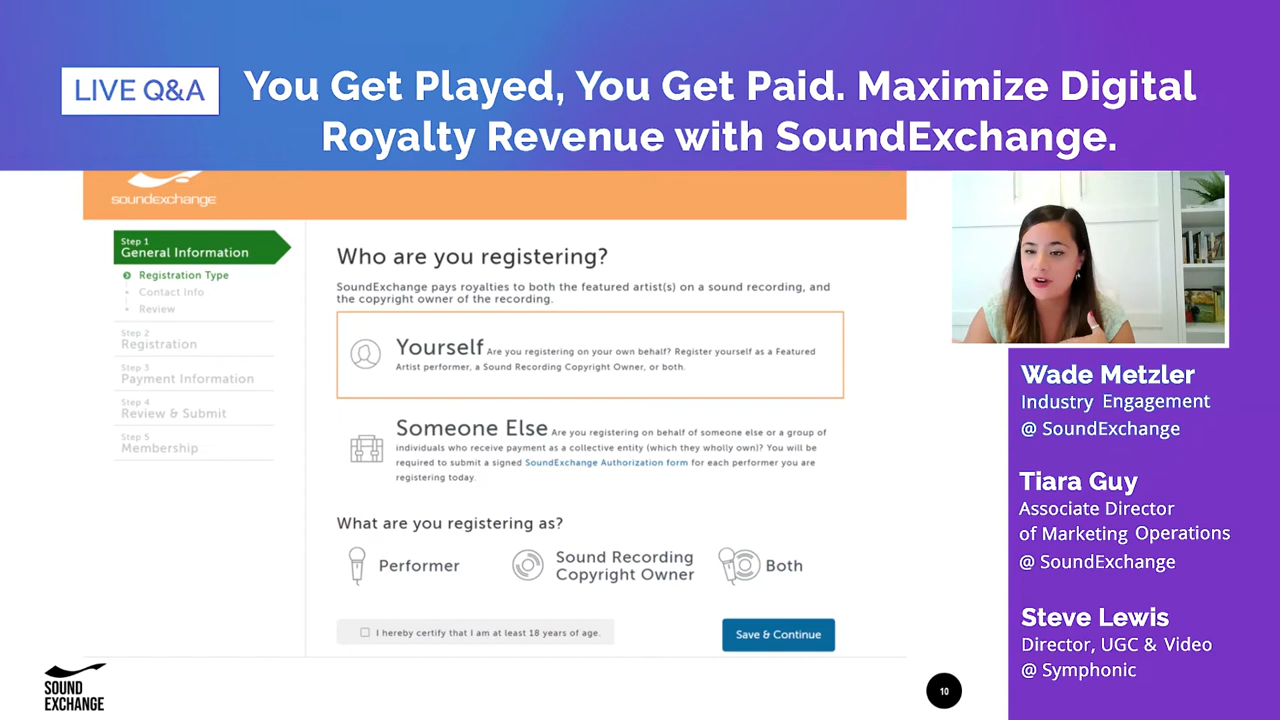 LIVE Q&A
You Get Played, You Get Paid. Maximize Digital
Royalty Revenue with SoundExchange.
soundexchange
Step 1
General Information
Registration Type
Contact Info
Review
Step 2
Registration
Step 3
Payment Information
Step 4
Review & Submit
Step 5
Membership
Who are you registering?
SoundExchange pays royalties to both the featured artist(s) on a sound recording, and
the copyright owner of the recording.
Yourself Are you registering on your own behalf? Register yourself as a Featured
Artist performer, a Sound Recording Copyright Owner, or both.
Someone Else Are you registering on behalf of someone else or a group of
individuals who receive payment as a collective entity (which they wholly own)? You will be
required to submit a signed SoundExchange Authorization form for each performer you are
registering today.
What are you registering as?
Performer
Sound Recording
Copyright Owner
Both
I hereby certify that I am at least 18 years of age.
Save & Continue
SOUND
EXCHANGE
10
Wade Metzler
Industry Engagement
@ SoundExchange
Tiara Guy
Associate Director
of Marketing Operations
@ SoundExchange
Steve Lewis
Director, UGC & Video
@ Symphonic